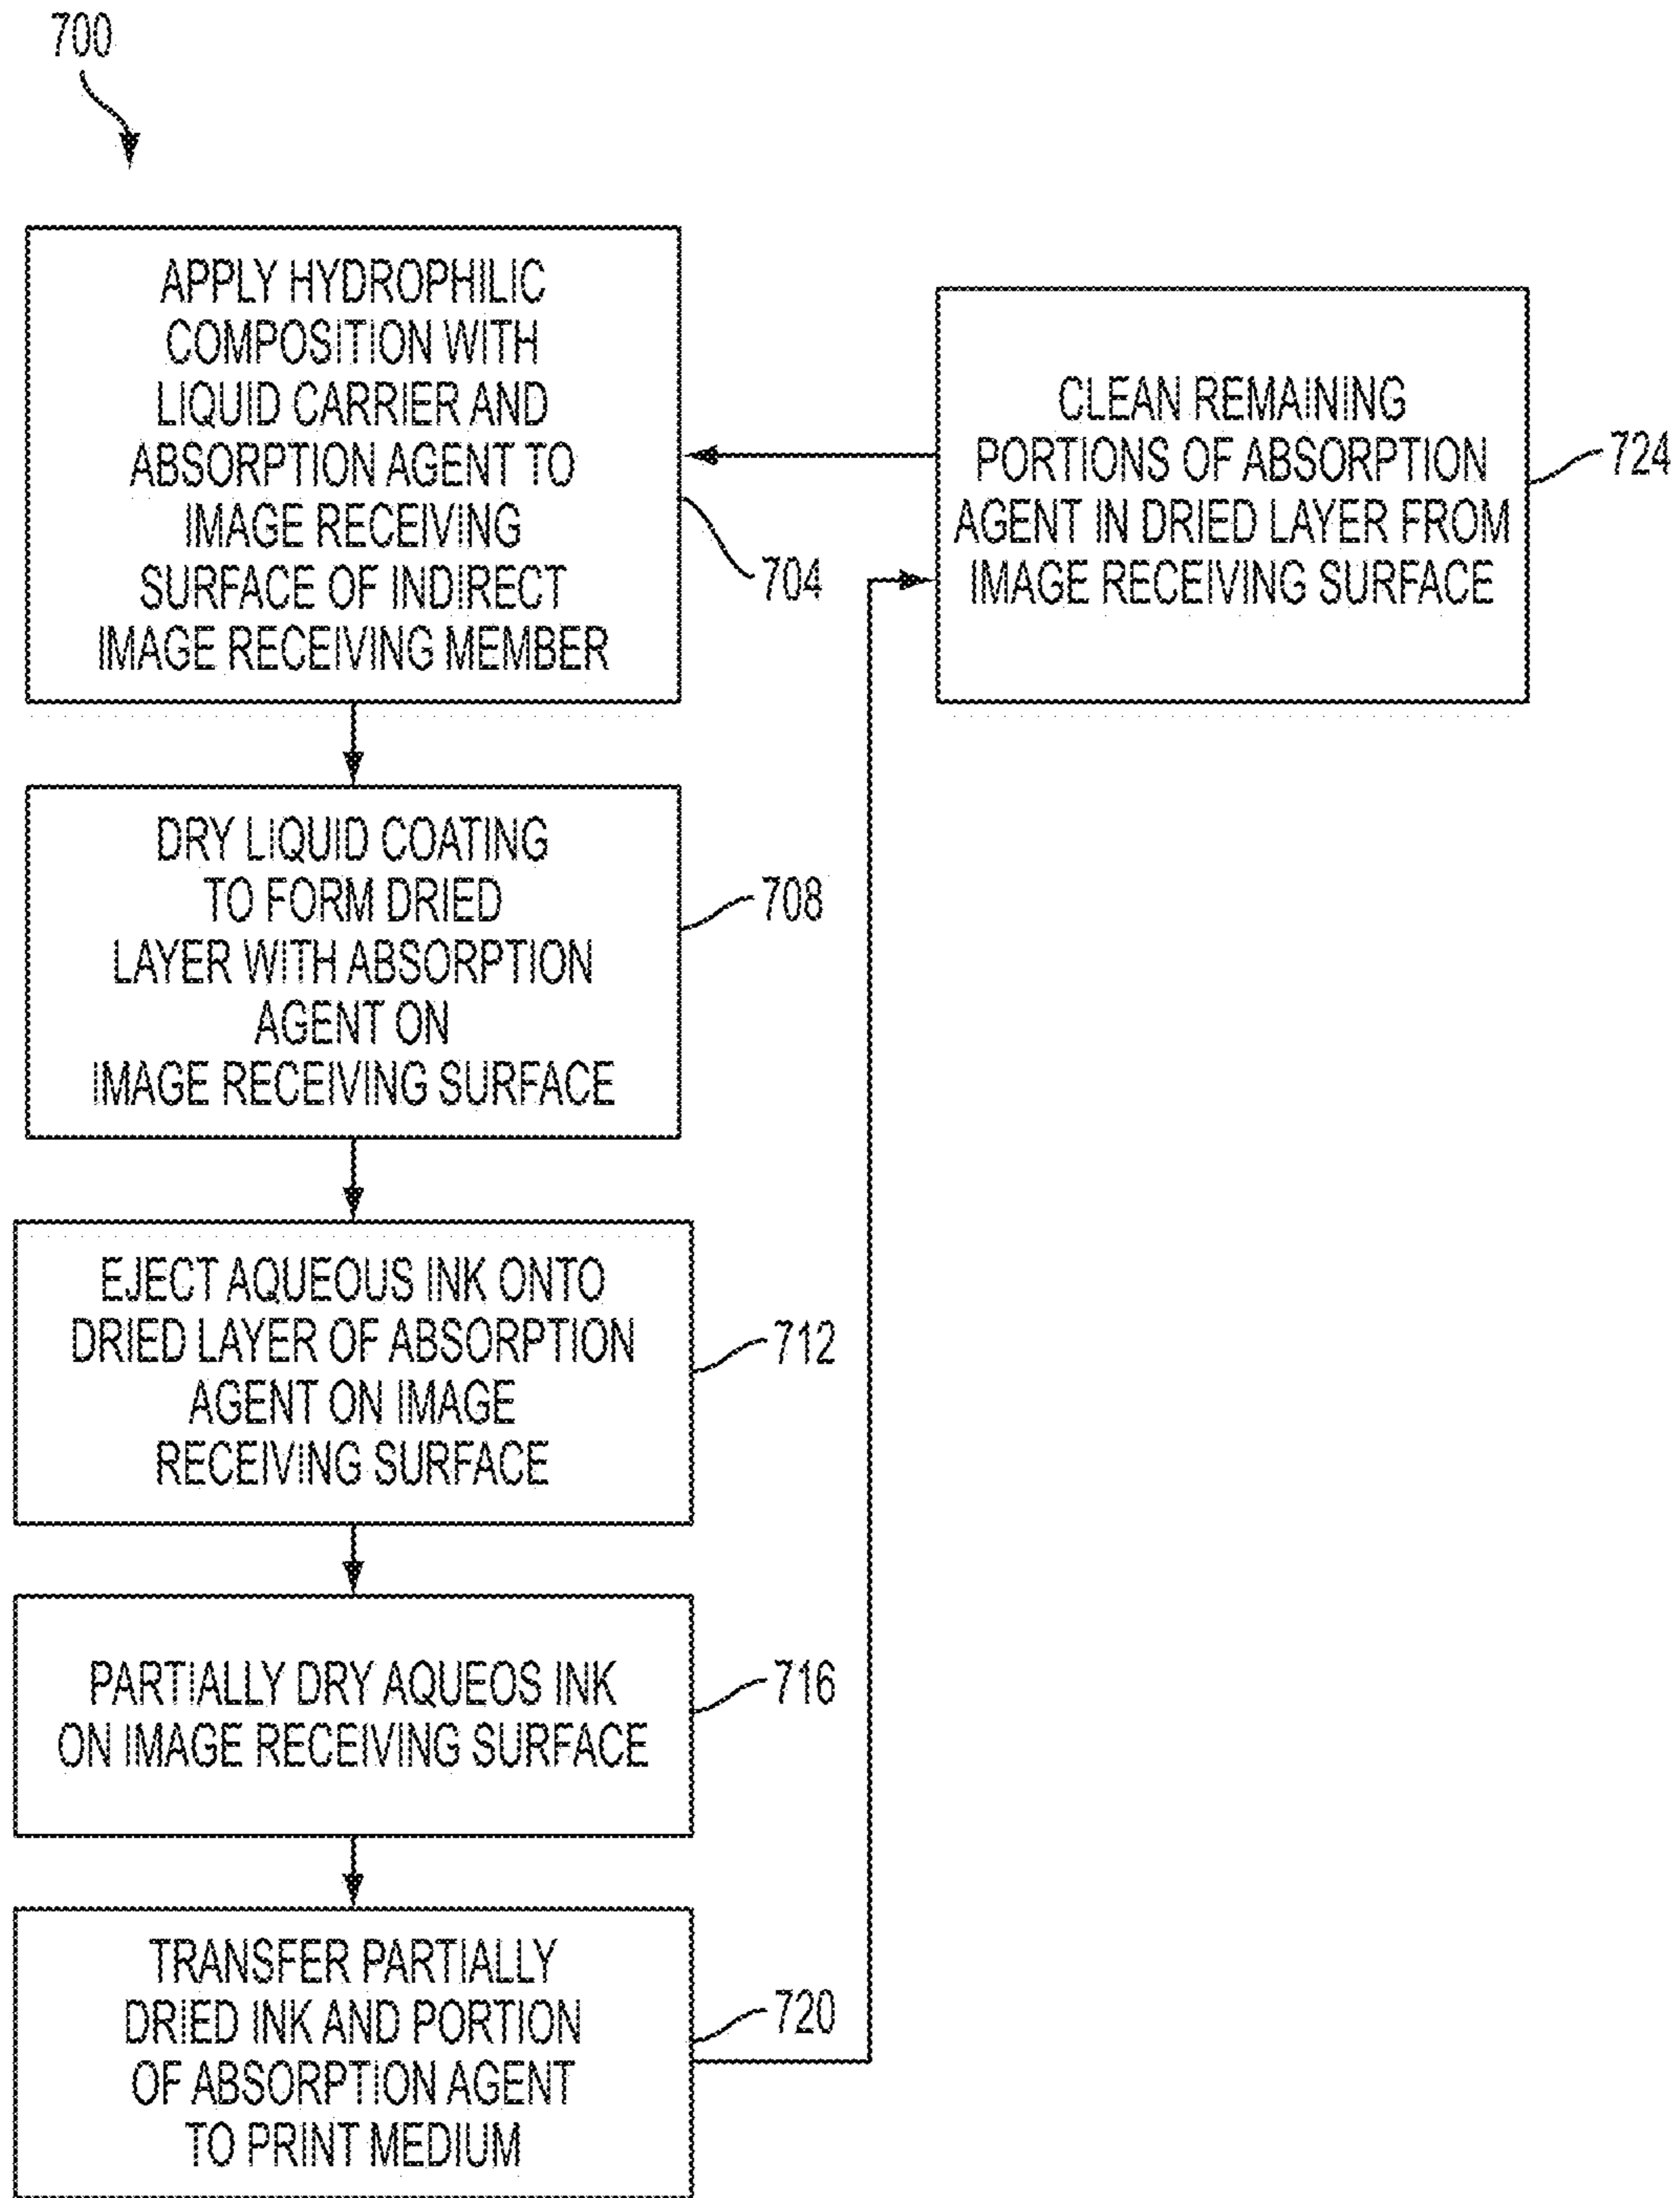 700
APPLY HYDROPHILIC
COMPOSITION WITH
LIQUID CARRIER AND
ABSORPTION AGENT TO
IMAGE RECEIVING
SURFACE OF INDIRECT
IMAGE RECEIVING MEMBER
704
CLEAN REMAINING
PORTIONS OF ABSORPTION
AGENT IN DRIED LAYER FROM
IMAGE RECEIVING SURFACE
724
DRY LIQUID COATING
TO FORM DRIED
LAYER WITH ABSORPTION
AGENT ON
IMAGE RECEIVING SURFACE
708
EJECT AQUEOUS INK ONTO
DRIED LAYER OF ABSORPTION
AGENT ON IMAGE
RECEIVING SURFACE
712
PARTIALLY DRY AQUEOS INK
ON IMAGE RECEIVING SURFACE
716
TRANSFER PARTIALLY
DRIED INK AND PORTION
OF ABSORPTION AGENT
TO PRINT MEDIUM
720